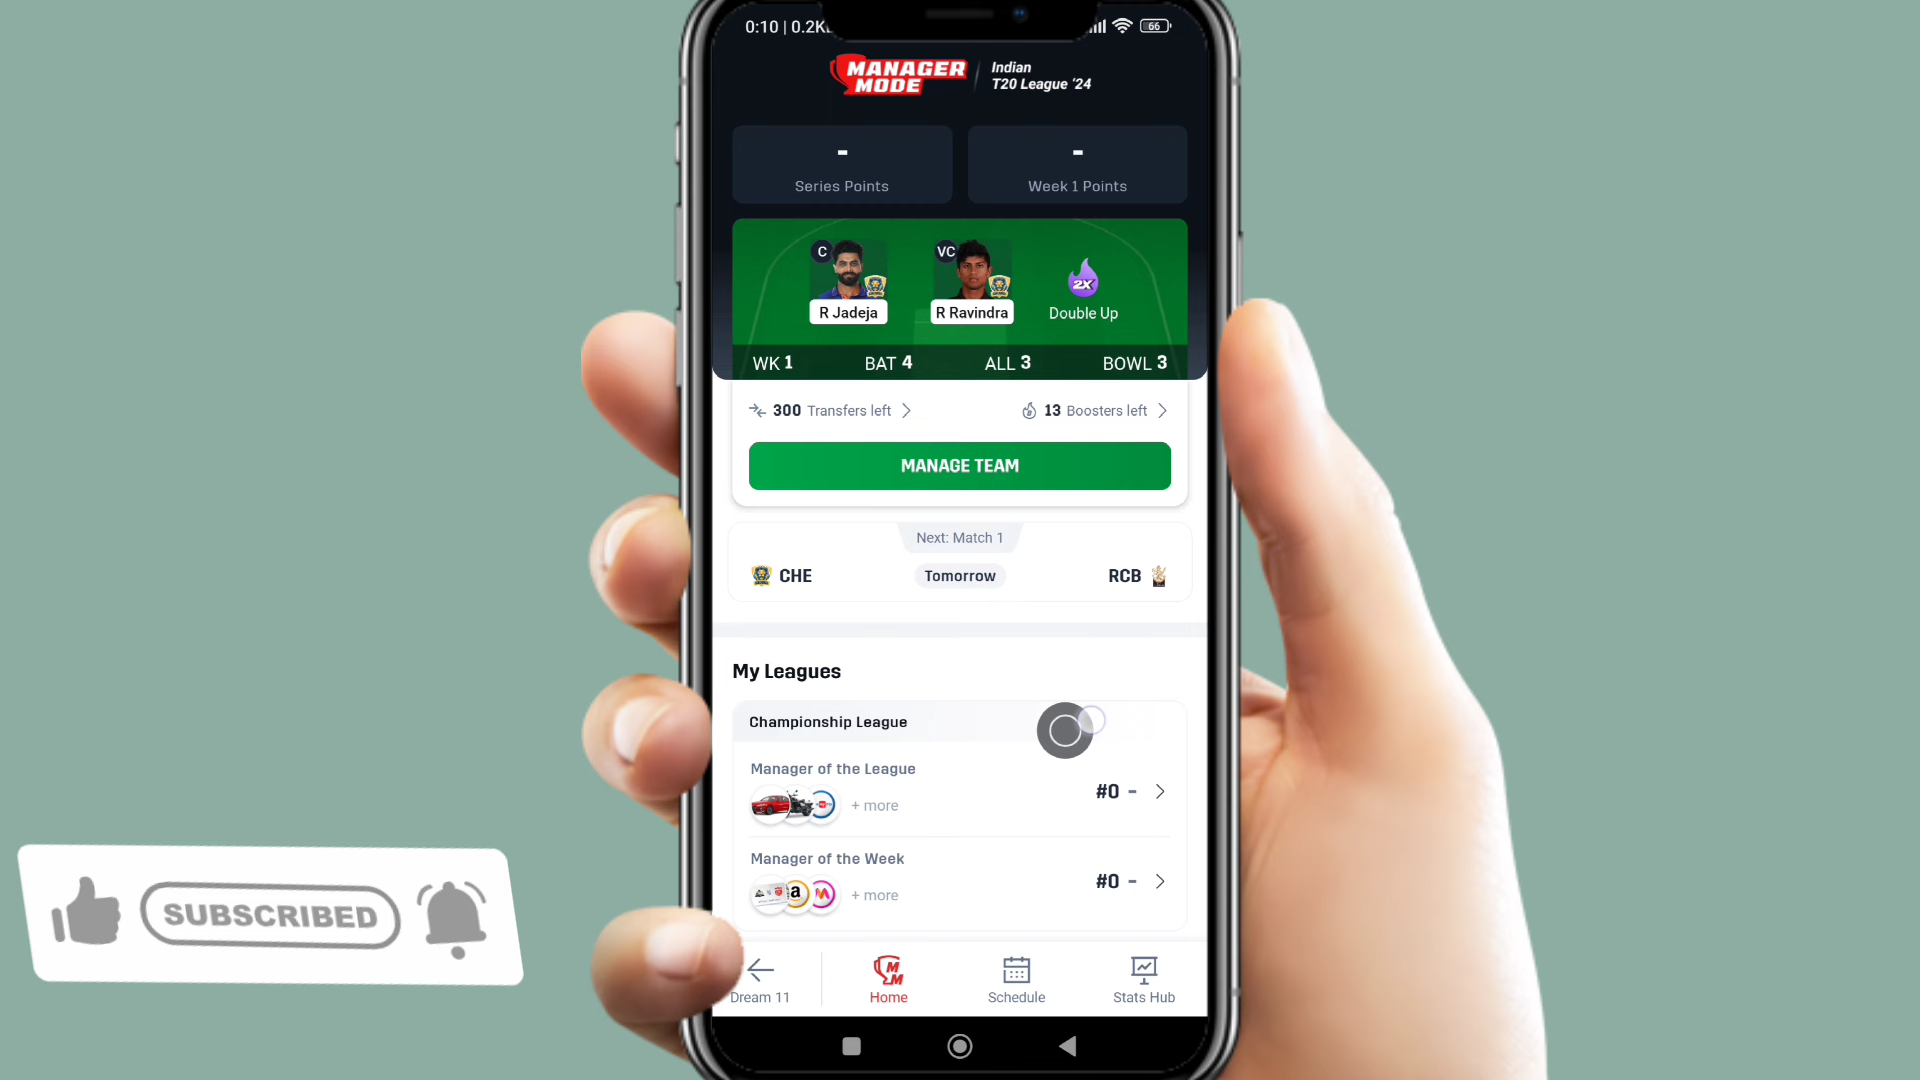 0:10 | 0.2K
66
MANAGER
MODE
Indian
T20 League '24
-
Series Points
-
Week 1 Points
C
VC
2X
R Jadeja
R Ravindra
Double Up
WK 1
BAT 4
ALL 3
BOWL 3
300 Transfers left
13 Boosters left
MANAGE TEAM
Next: Match 1
CHE
Tomorrow
RCB
My Leagues
Championship League
Manager of the League
+ more
#0 -
Manager of the Week
a
+ more
#0 -
SUBSCRIBED
M
M
Dream 11
Home
Schedule
Stats Hub